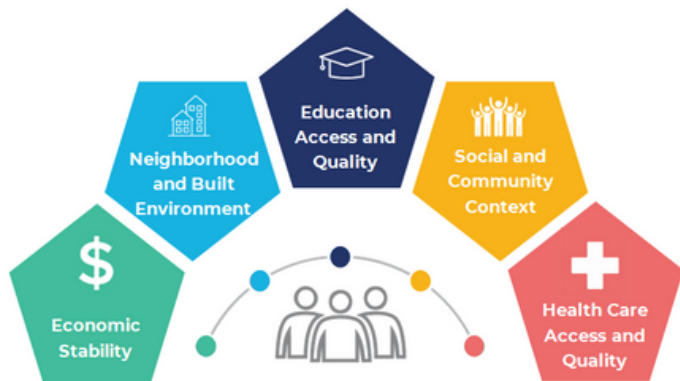 $
Economic
Stability
Neighborhood
and Built
Environment
Education
Access and
Quality
Social and
Community
Context
Health Care
Access and
Quality